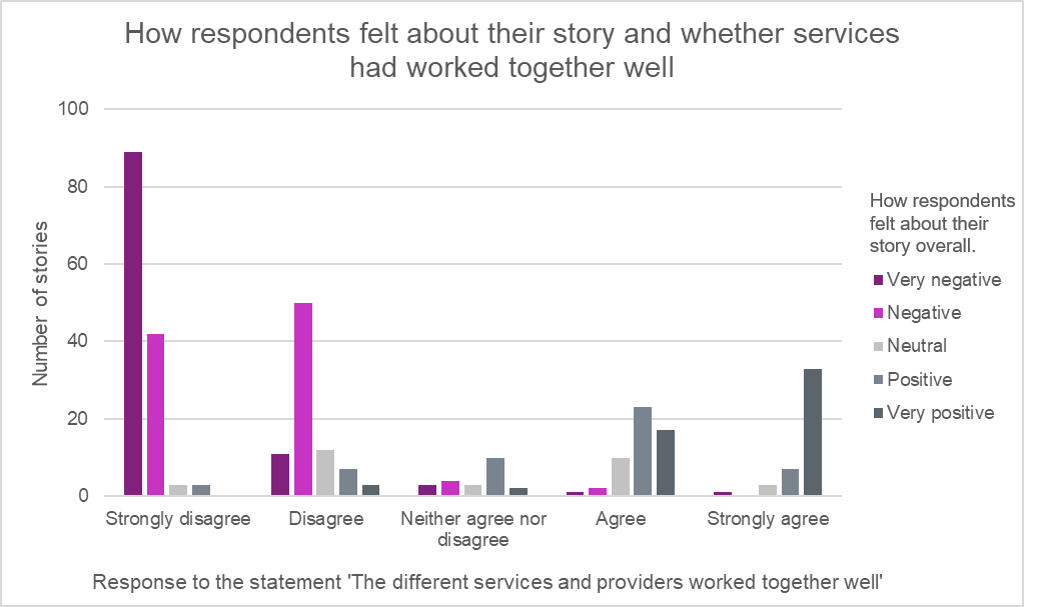 How respondents felt about their story and whether services
had worked together well
100
80
60
40
20
0
Number of stories
Strongly disagree
Disagree
Neither agree nor
disagree
Agree
Strongly agree
Response to the statement 'The different services and providers worked together well'
How respondents
felt about their
story overall.
Very negative
Negative
Neutral
Positive
Very positive